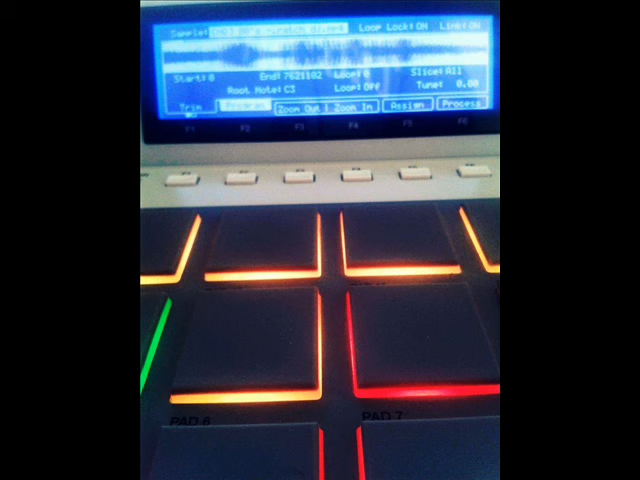 Sample: Loop Lock: ON Link: ON
Start: 0 End: 7621102 Loop: 0 Slice: All
Root Note: C3 Loop: Off Tune: 0.00
Trim Program Zoom Out Zoom In Assign Process
F1 F2 F3 F4 F5 F6
PAD 6 PAD 7